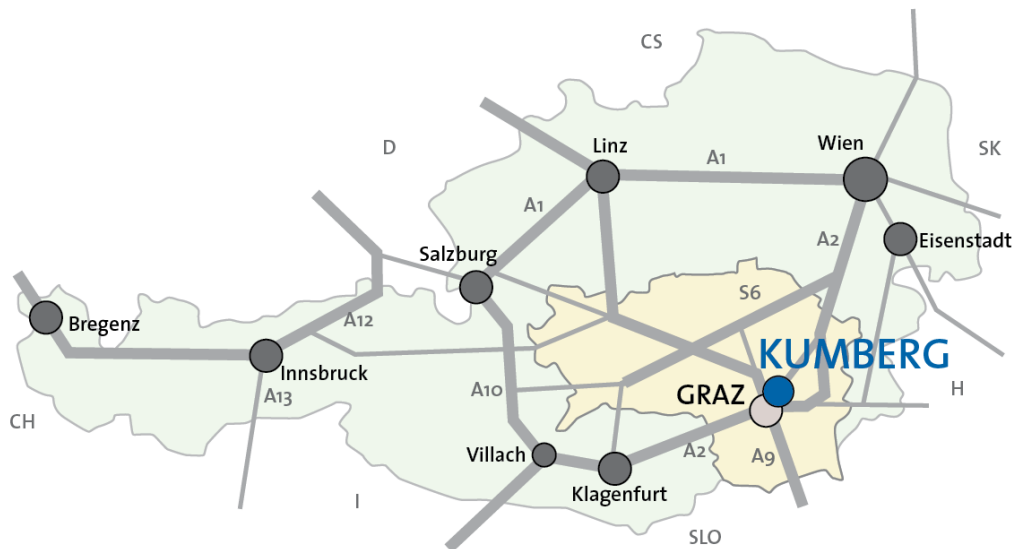 CS
D
Linz
A1
Wien
SK
A1
A2
Salzburg
Eisenstadt
S6
Bregenz
A12
KUMBERG
Innsbruck
A13
A10
GRAZ
H
CH
Villach
A2
A9
Klagenfurt
I
SLO